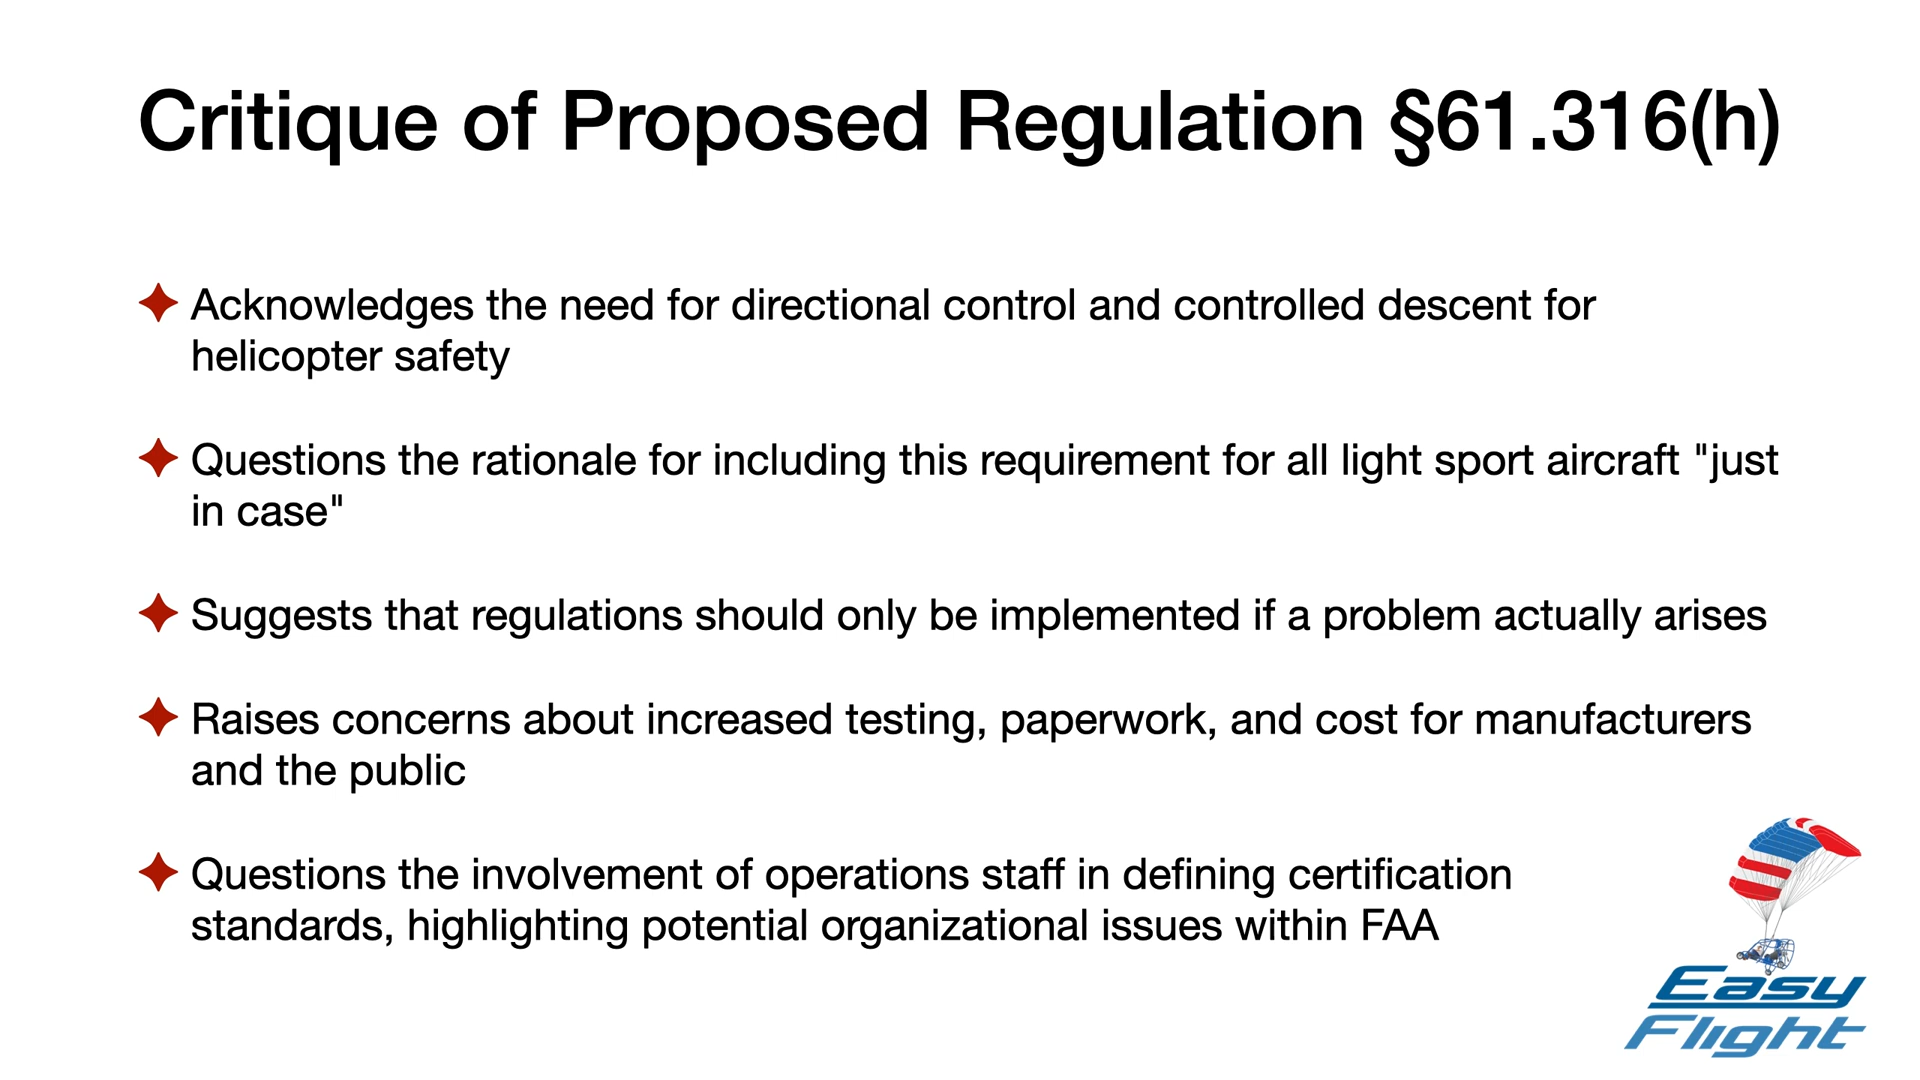 Critique of Proposed Regulation §61.316(h)
Acknowledges the need for directional control and controlled descent for
helicopter safety
Questions the rationale for including this requirement for all light sport aircraft "just
in case"
Suggests that regulations should only be implemented if a problem actually arises
Raises concerns about increased testing, paperwork, and cost for manufacturers
and the public
Questions the involvement of operations staff in defining certification
standards, highlighting potential organizational issues within FAA
Easy
Flight